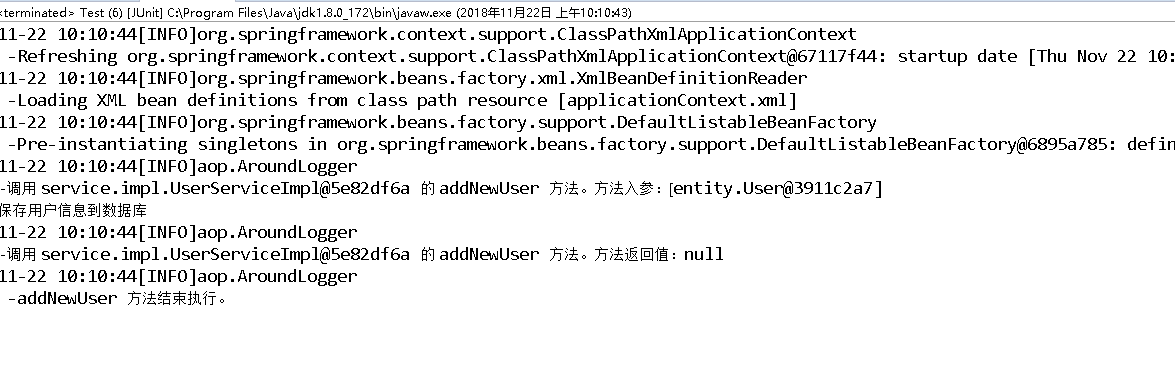 <terminated> Test (6) [JUnit] C:\Program Files\Java\jdk1.8.0_172\bin\javaw.exe (2018年11月22日 上午10:10:43)
11-22 10:10:44[INFO]org.springframework.context.support.ClassPathXmlApplicationContext
-Refreshing org.springframework.context.support.ClassPathXmlApplicationContext@67117f44: startup date [Thu Nov 22 10:
11-22 10:10:44[INFO]org.springframework.beans.factory.xml.XmlBeanDefinitionReader
-Loading XML bean definitions from class path resource [applicationContext.xml]
11-22 10:10:44[INFO]org.springframework.beans.factory.support.DefaultListableBeanFactory
-Pre-instantiating singletons in org.springframework.beans.factory.support.DefaultListableBeanFactory@6895a785: defin
11-22 10:10:44[INFO]aop.AroundLogger
-调用 service.impl.UserServiceImpl@5e82df6a 的 addNewUser 方法。方法入参：[entity.User@3911c2a7]
保存用户信息到数据库
11-22 10:10:44[INFO]aop.AroundLogger
-调用 service.impl.UserServiceImpl@5e82df6a 的 addNewUser 方法。方法返回值：null
11-22 10:10:44[INFO]aop.AroundLogger
-addNewUser 方法结束执行。